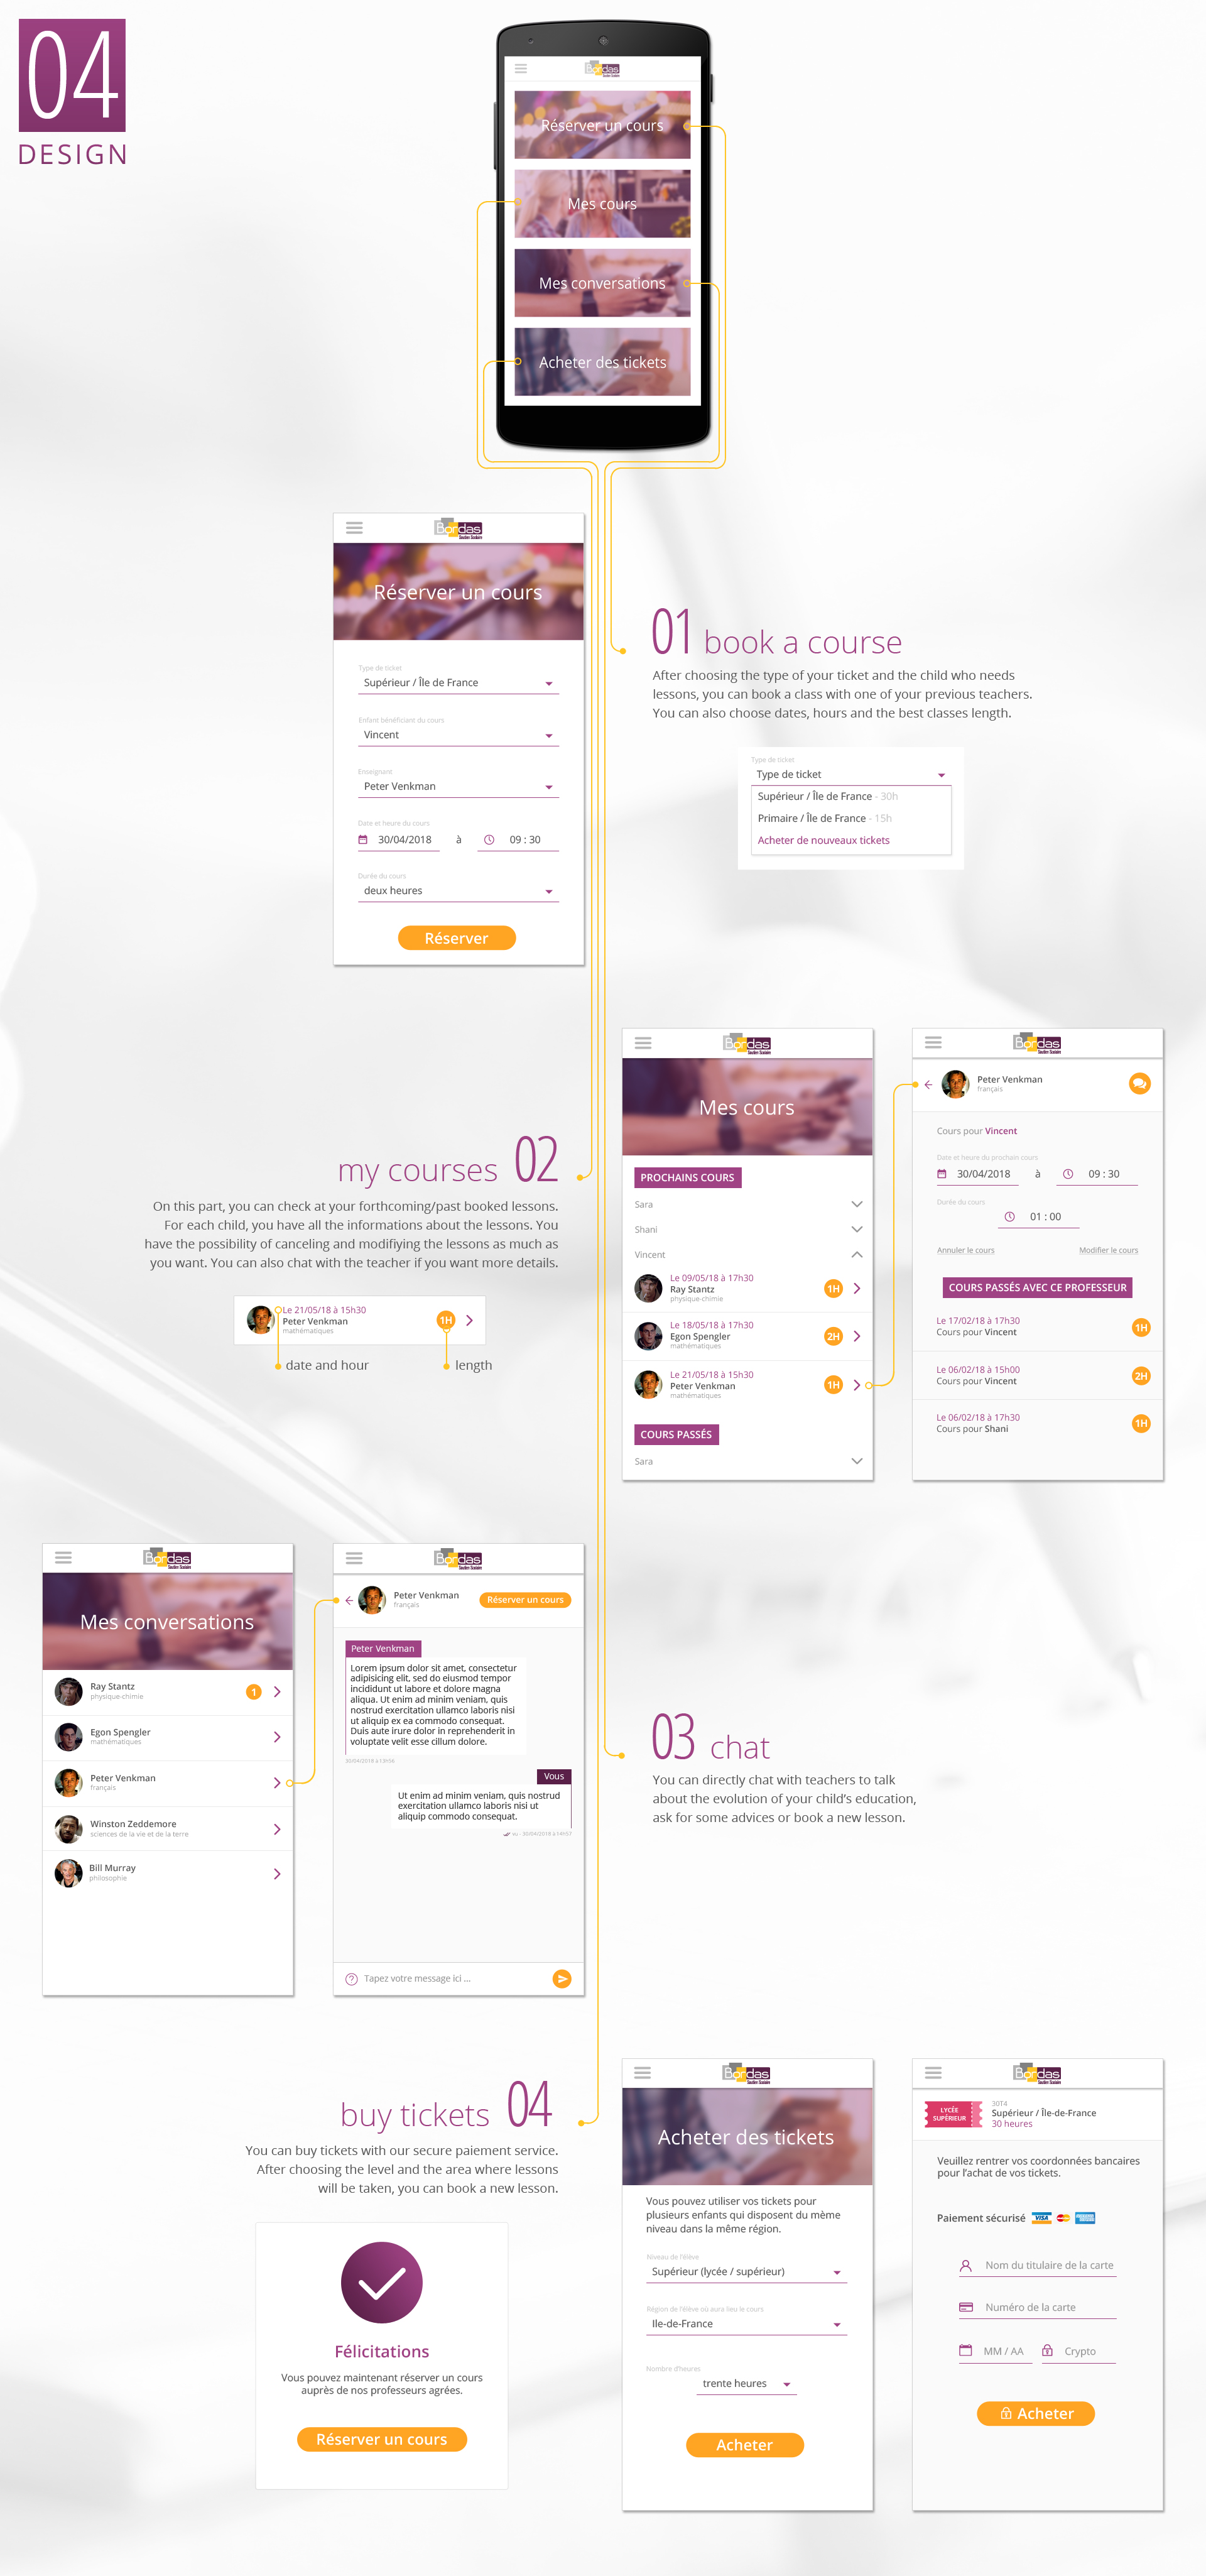 04
DESIGN
Bordas
Soutien Scolaire
Réserver un cours
Mes cours
Mes conversations
Acheter des tickets
Bordas
Soutien Scolaire
Réserver un cours
Type de ticket
Supérieur / Île de France
Enfant bénéficiant du cours
Vincent
Enseignant
Peter Venkman
Date et heure du cours
30/04/2018 à 09 : 30
Durée du cours
deux heures
Réserver
01 book a course
After choosing the type of your ticket and the child who needs
lessons, you can book a class with one of your previous teachers.
You can also choose dates, hours and the best classes length.
Type de ticket
Type de ticket
Supérieur / Île de France - 30h
Primaire / Île de France - 15h
Acheter de nouveaux tickets
my courses 02
On this part, you can check at your forthcoming/past booked lessons.
For each child, you have all the informations about the lessons. You
have the possibility of canceling and modifiying the lessons as much as
you want. You can also chat with the teacher if you want more details.
Le 21/05/18 à 15h30
Peter Venkman
mathématiques
1H
date and hour
length
Bordas
Soutien Scolaire
Mes cours
PROCHAINS COURS
Sara
Shani
Vincent
Le 09/05/18 à 17h30
Ray Stantz
physique-chimie
1H
Le 18/05/18 à 17h30
Egon Spengler
mathématiques
2H
Le 21/05/18 à 15h30
Peter Venkman
mathématiques
1H
COURS PASSÉS
Sara
Bordas
Soutien Scolaire
Peter Venkman
français
Cours pour Vincent
Date et heure du prochain cours
30/04/2018 à 09 : 30
Durée du cours
01 : 00
Annuler le cours
Modifier le cours
COURS PASSÉS AVEC CE PROFESSEUR
Le 17/02/18 à 17h30
Cours pour Vincent
1H
Le 06/02/18 à 15h00
Cours pour Vincent
2H
Le 06/02/18 à 17h30
Cours pour Shani
1H
Bordas
Soutien Scolaire
Mes conversations
Ray Stantz
physique-chimie
1
Egon Spengler
mathématiques
Peter Venkman
français
Winston Zeddemore
sciences de la vie et de la terre
Bill Murray
philosophie
Bordas
Soutien Scolaire
Peter Venkman
français
Réserver un cours
Peter Venkman
Lorem ipsum dolor sit amet, consectetur
adipisicing elit, sed do eiusmod tempor
incididunt ut labore et dolore magna
aliqua. Ut enim ad minim veniam, quis
nostrud exercitation ullamco laboris nisi
ut aliquip ex ea commodo consequat.
Duis aute irure dolor in reprehenderit in
voluptate velit esse cillum dolore.
30/04/2018 à 13h56
Vous
Ut enim ad minim veniam, quis nostrud
exercitation ullamco laboris nisi ut
aliquip commodo consequat.
vu - 30/04/2018 à 14h57
Tapez votre message ici ...
03 chat
You can directly chat with teachers to talk
about the evolution of your child's education,
ask for some advices or book a new lesson.
buy tickets 04
You can buy tickets with our secure paiement service.
After choosing the level and the area where lessons
will be taken, you can book a new lesson.
Félicitations
Vous pouvez maintenant réserver un cours
auprès de nos professeurs agrées.
Réserver un cours
Bordas
Soutien Scolaire
Acheter des tickets
Vous pouvez utiliser vos tickets pour
plusieurs enfants qui disposent du mème
niveau dans la même région.
Niveau de l'élève
Supérieur (lycée / supérieur)
Région de l'élève où aura lieu le cours
Ile-de-France
Nombre d'heures
trente heures
Acheter
Bordas
Soutien Scolaire
LYCÉE
SUPÉRIEUR
30T4
Supérieur / Île-de-France
30 heures
Veuillez rentrer vos coordonnées bancaires
pour l'achat de vos tickets.
Paiement sécurisé VISA
Nom du titulaire de la carte
Numéro de la carte
MM / AA
Crypto
Acheter